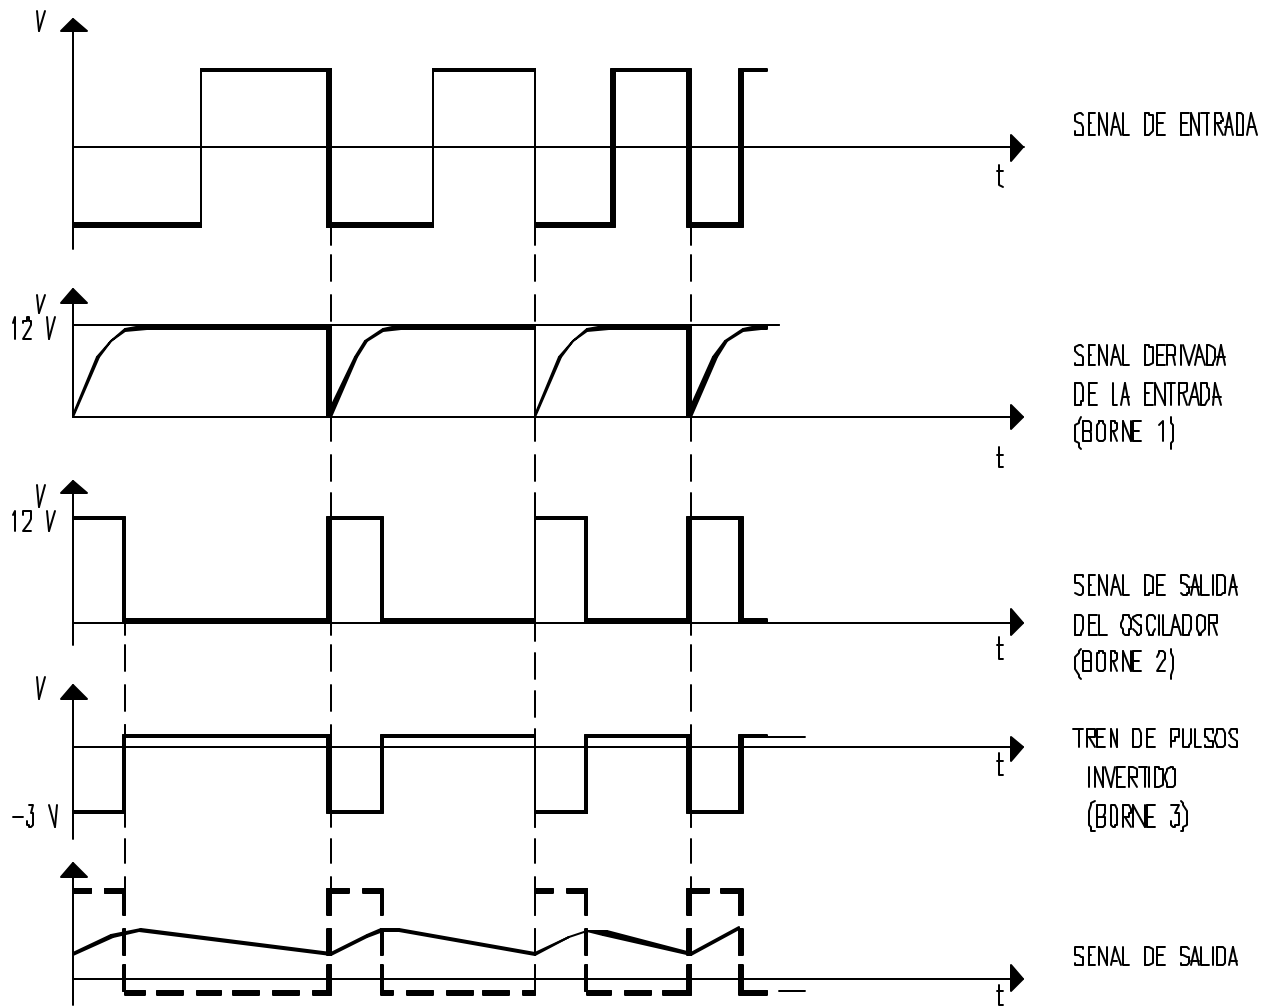 V
SENAL DE ENTRADA
t
V
12 V
SENAL DERIVADA
DE LA ENTRADA
(BORNE 1)
t
V
12 V
SENAL DE SALIDA
DEL OSCILADOR
(BORNE 2)
t
V
TREN DE PULSOS
t
INVERTIDO
-3 V
(BORNE 3)
SENAL DE SALIDA
t